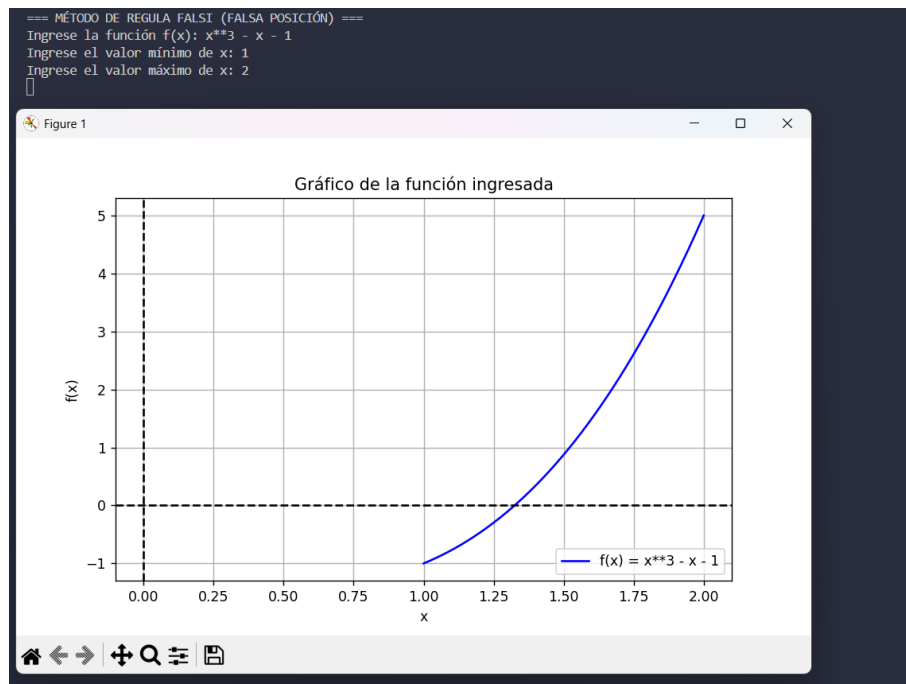 === MÉTODO DE REGULA FALSI (FALSA POSICIÓN) ===
Ingrese la función f(x): x**3 - x - 1
Ingrese el valor mínimo de x: 1
Ingrese el valor máximo de x: 2
Figure 1
Gráfico de la función ingresada
5
4
3
2
1
0
−1
f(x)
f(x) = x**3 - x - 1
0.00 0.25 0.50 0.75 1.00 1.25 1.50 1.75 2.00
x